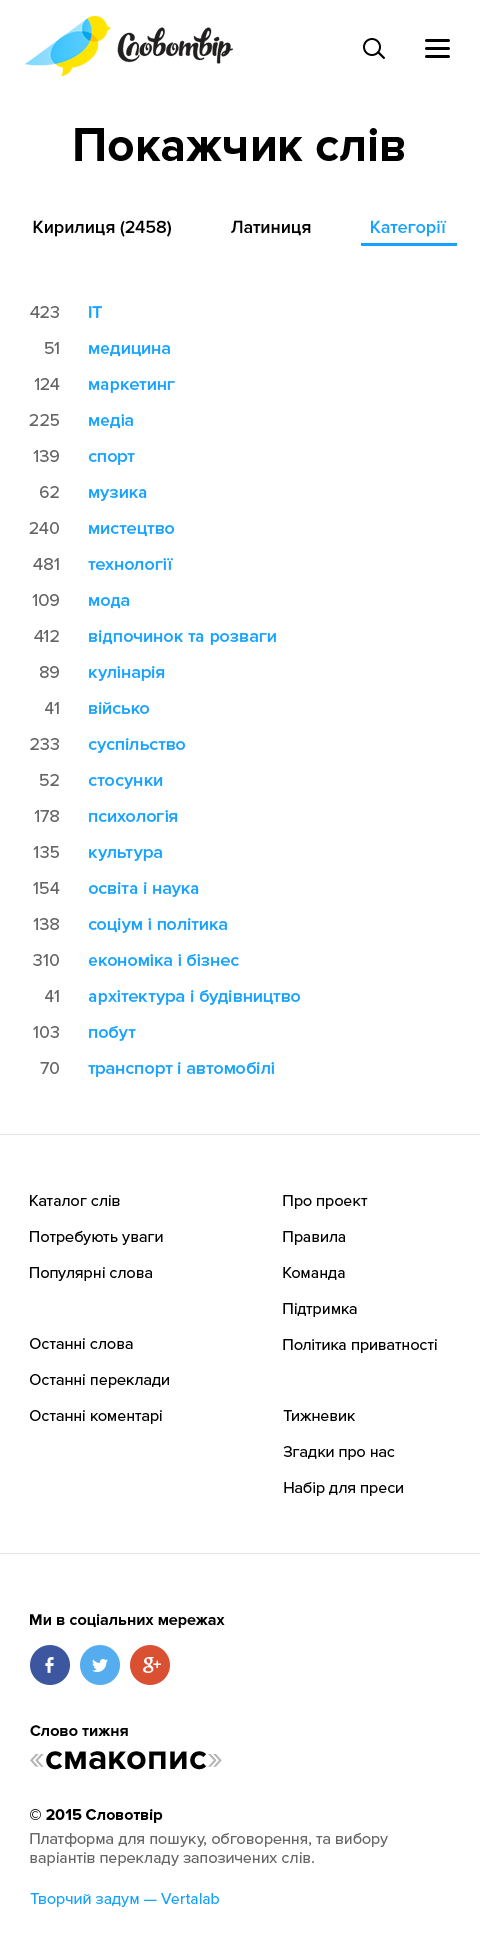 Словотвір
Покажчик слів
Кирилиця (2458) Латиниця Категорії
423 IT
51 медицина
124 маркетинг
225 медіа
139 спорт
62 музика
240 мистецтво
481 технології
109 мода
412 відпочинок та розваги
89 кулінарія
41 військо
233 суспільство
52 стосунки
178 психологія
135 культура
154 освіта і наука
138 соціум і політика
310 економіка і бізнес
41 архітектура і будівництво
103 побут
70 транспорт і автомобілі
Каталог слів
Потребують уваги
Популярні слова
Останні слова
Останні переклади
Останні коментарі
Про проект
Правила
Команда
Підтримка
Політика приватності
Тижневик
Згадки про нас
Набір для преси
Ми в соціальних мережах
f g+
Слово тижня
«смакопис»
© 2015 Словотвір
Платформа для пошуку, обговорення, та вибору
варіантів перекладу запозичених слів.
Творчий задум — Vertalab